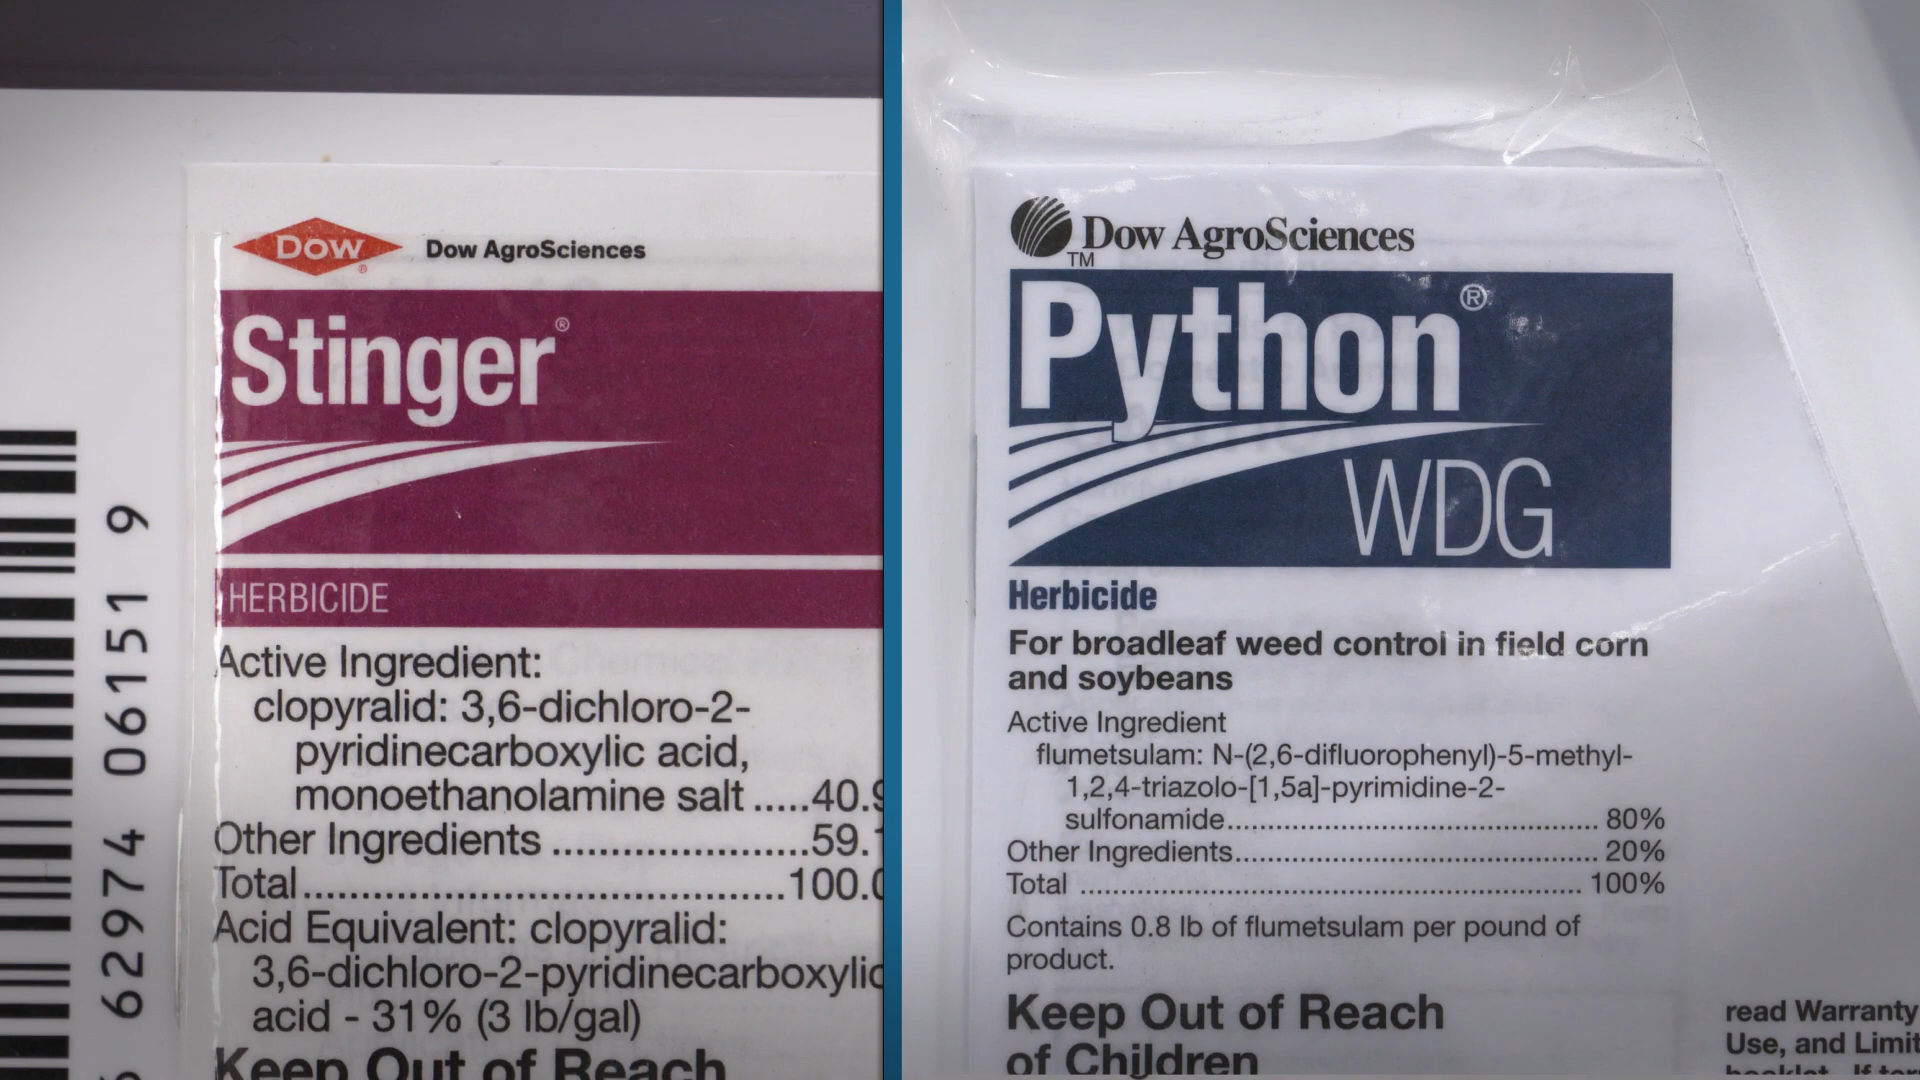 DOW
®
Dow AgroSciences
Stinger®
HERBICIDE
Active Ingredient:
clopyralid: 3,6-dichloro-2-
pyridinecarboxylic acid,
monoethanolamine salt .....40.9
Other Ingredients .....................59.1
Total.......................................100.0
Acid Equivalent: clopyralid:
3,6-dichloro-2-pyridinecarboxylic
acid - 31% (3 lb/gal)
Keep Out of Reach
62974 06151 9
Dow AgroSciences
TM
Python®
WDG
Herbicide
For broadleaf weed control in field corn
and soybeans
Active Ingredient
flumetsulam: N-(2,6-difluorophenyl)-5-methyl-
1,2,4-triazolo-[1,5a]-pyrimidine-2-
sulfonamide.................................................... 80%
Other Ingredients................................................... 20%
Total ......................................................................... 100%
Contains 0.8 lb of flumetsulam per pound of
product.
Keep Out of Reach
of Children
read Warranty
Use, and Limit